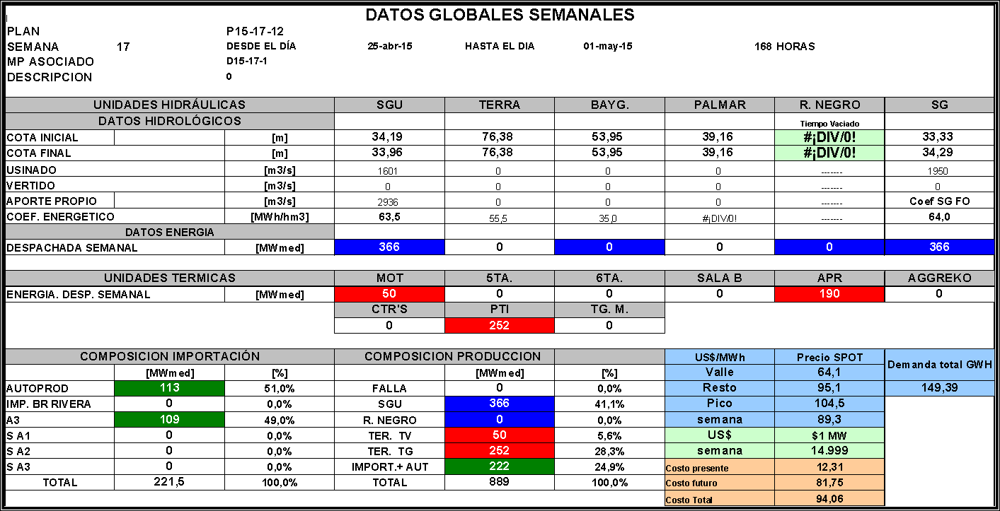 DATOS GLOBALES SEMANALES
PLAN P15-17-12
SEMANA 17 DESDE EL DÍA 25-abr-15 HASTA EL DIA 01-may-15 168 HORAS
MP ASOCIADO D15-17-1
DESCRIPCION 0
UNIDADES HIDRÁULICAS SGU TERRA BAYG. PALMAR R. NEGRO SG
DATOS HIDROLÓGICOS Tiempo Vaciado
COTA INICIAL [m] 34,19 76,38 53,95 39,16 #¡DIV/0! 33,33
COTA FINAL [m] 33,96 76,38 53,95 39,16 #¡DIV/0! 34,29
USINADO [m3/s] 1601 0 0 0 ------- 1950
VERTIDO [m3/s] 0 0 0 0 ------- 0
APORTE PROPIO [m3/s] 2936 0 0 0 ------- Coef SG FO
COEF. ENERGETICO [MWh/hm3] 63,5 55,5 35,0 #¡DIV/0! ------- 64,0
DATOS ENERGIA
DESPACHADA SEMANAL [MWmed] 366 0 0 0 0 366
UNIDADES TERMICAS MOT 5TA. 6TA. SALA B APR AGGREKO
ENERGIA. DESP. SEMANAL [MWmed] 50 0 0 0 190 0
CTR'S PTI TG. M.
0 252 0
COMPOSICION IMPORTACIÓN COMPOSICION PRODUCCION US$/MWh Precio SPOT Demanda total GWH
[MWmed] [%] [MWmed] [%] Valle 64,1
AUTOPROD 113 51,0% FALLA 0 0,0% Resto 95,1 149,39
IMP. BR RIVERA 0 0,0% SGU 366 41,1% Pico 104,5
A3 109 49,0% R. NEGRO 0 0,0% semana 89,3
S A1 0 0,0% TER. TV 50 5,6% US$ $1 MW
S A2 0 0,0% TER. TG 252 28,3% semana 14.999
S A3 0 0,0% IMPORT.+ AUT 222 24,9% Costo presente 12,31
TOTAL 221,5 100,0% TOTAL 889 100,0% Costo futuro 81,75
Costo Total 94,06